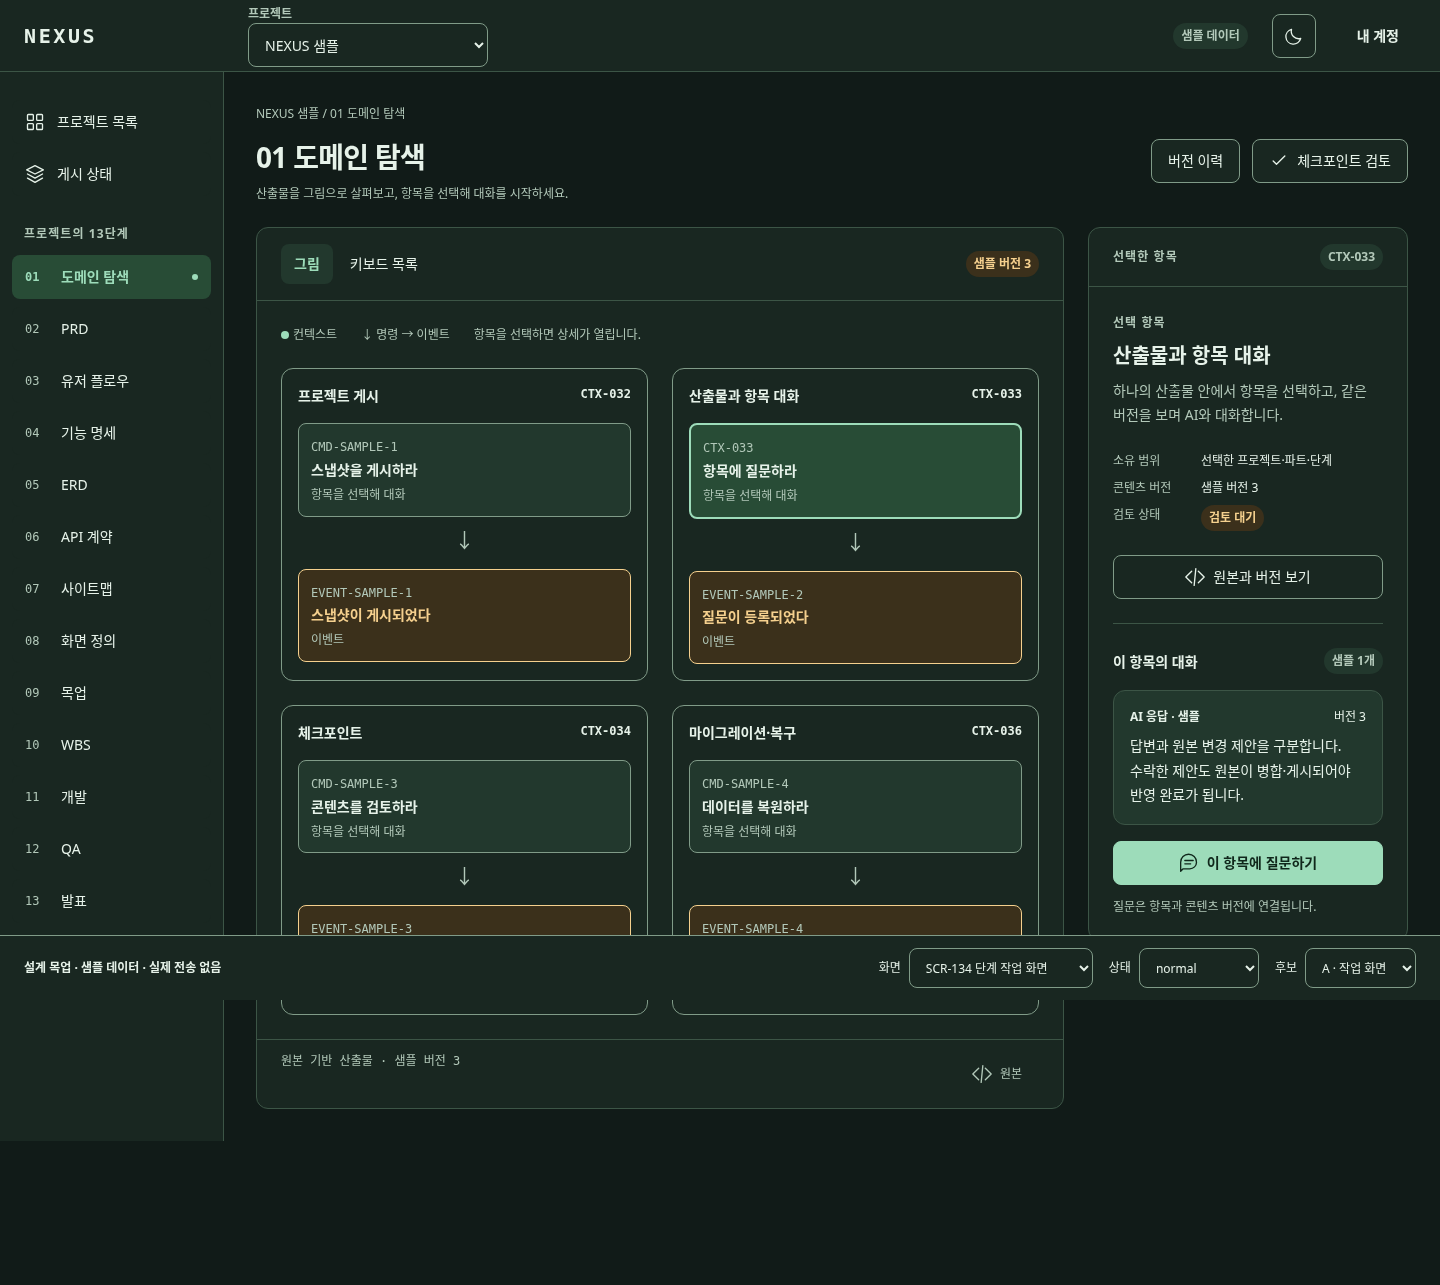 NEXUS
프로젝트
NEXUS 샘플
샘플 데이터
내 계정
프로젝트 목록
게시 상태
프로젝트의 13단계
01 도메인 탐색
02 PRD
03 유저 플로우
04 기능 명세
05 ERD
06 API 계약
07 사이트맵
08 화면 정의
09 목업
10 WBS
11 개발
12 QA
13 발표
NEXUS 샘플 / 01 도메인 탐색
01 도메인 탐색
산출물을 그림으로 살펴보고, 항목을 선택해 대화를 시작하세요.
버전 이력
체크포인트 검토
그림
키보드 목록
샘플 버전 3
컨텍스트
↓ 명령 → 이벤트
항목을 선택하면 상세가 열립니다.
프로젝트 게시 CTX-032
CMD-SAMPLE-1
스냅샷을 게시하라
항목을 선택해 대화
↓
EVENT-SAMPLE-1
스냅샷이 게시되었다
이벤트
산출물과 항목 대화 CTX-033
CTX-033
항목에 질문하라
항목을 선택해 대화
↓
EVENT-SAMPLE-2
질문이 등록되었다
이벤트
체크포인트 CTX-034
CMD-SAMPLE-3
콘텐츠를 검토하라
항목을 선택해 대화
↓
EVENT-SAMPLE-3
마이그레이션·복구 CTX-036
CMD-SAMPLE-4
데이터를 복원하라
항목을 선택해 대화
↓
EVENT-SAMPLE-4
원본 기반 산출물 · 샘플 버전 3
원본
선택한 항목 CTX-033
선택 항목
산출물과 항목 대화
하나의 산출물 안에서 항목을 선택하고, 같은
버전을 보며 AI와 대화합니다.
소유 범위 선택한 프로젝트·파트·단계
콘텐츠 버전 샘플 버전 3
검토 상태 검토 대기
원본과 버전 보기
이 항목의 대화 샘플 1개
AI 응답 · 샘플 버전 3
답변과 원본 변경 제안을 구분합니다.
수락한 제안도 원본이 병합·게시되어야
반영 완료가 됩니다.
이 항목에 질문하기
질문은 항목과 콘텐츠 버전에 연결됩니다.
설계 목업 · 샘플 데이터 · 실제 전송 없음
화면 SCR-134 단계 작업 화면
상태 normal
후보 A · 작업 화면